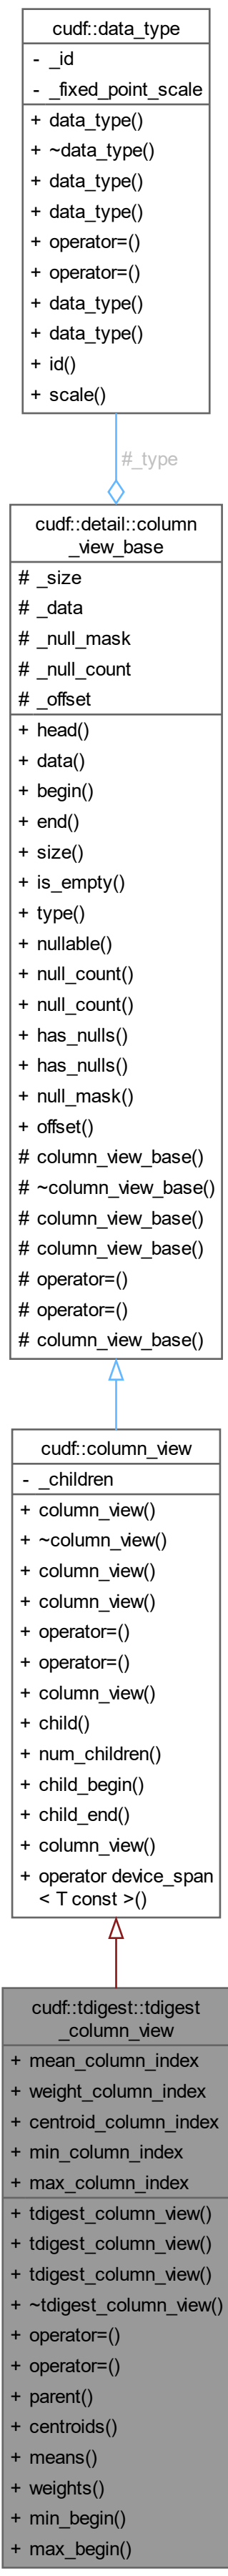 cudf::data_type
- _id
- _fixed_point_scale
+ data_type()
+ ~data_type()
+ data_type()
+ data_type()
+ operator=()
+ operator=()
+ data_type()
+ data_type()
+ id()
+ scale()
#_type
cudf::detail::column
_view_base
# _size
# _data
# _null_mask
# _null_count
# _offset
+ head()
+ data()
+ begin()
+ end()
+ size()
+ is_empty()
+ type()
+ nullable()
+ null_count()
+ null_count()
+ has_nulls()
+ has_nulls()
+ null_mask()
+ offset()
# column_view_base()
# ~column_view_base()
# column_view_base()
# column_view_base()
# operator=()
# operator=()
# column_view_base()
cudf::column_view
- _children
+ column_view()
+ ~column_view()
+ column_view()
+ column_view()
+ operator=()
+ operator=()
+ column_view()
+ child()
+ num_children()
+ child_begin()
+ child_end()
+ column_view()
+ operator device_span
< T const >()
cudf::tdigest::tdigest
_column_view
+ mean_column_index
+ weight_column_index
+ centroid_column_index
+ min_column_index
+ max_column_index
+ tdigest_column_view()
+ tdigest_column_view()
+ tdigest_column_view()
+ ~tdigest_column_view()
+ operator=()
+ operator=()
+ parent()
+ centroids()
+ means()
+ weights()
+ min_begin()
+ max_begin()